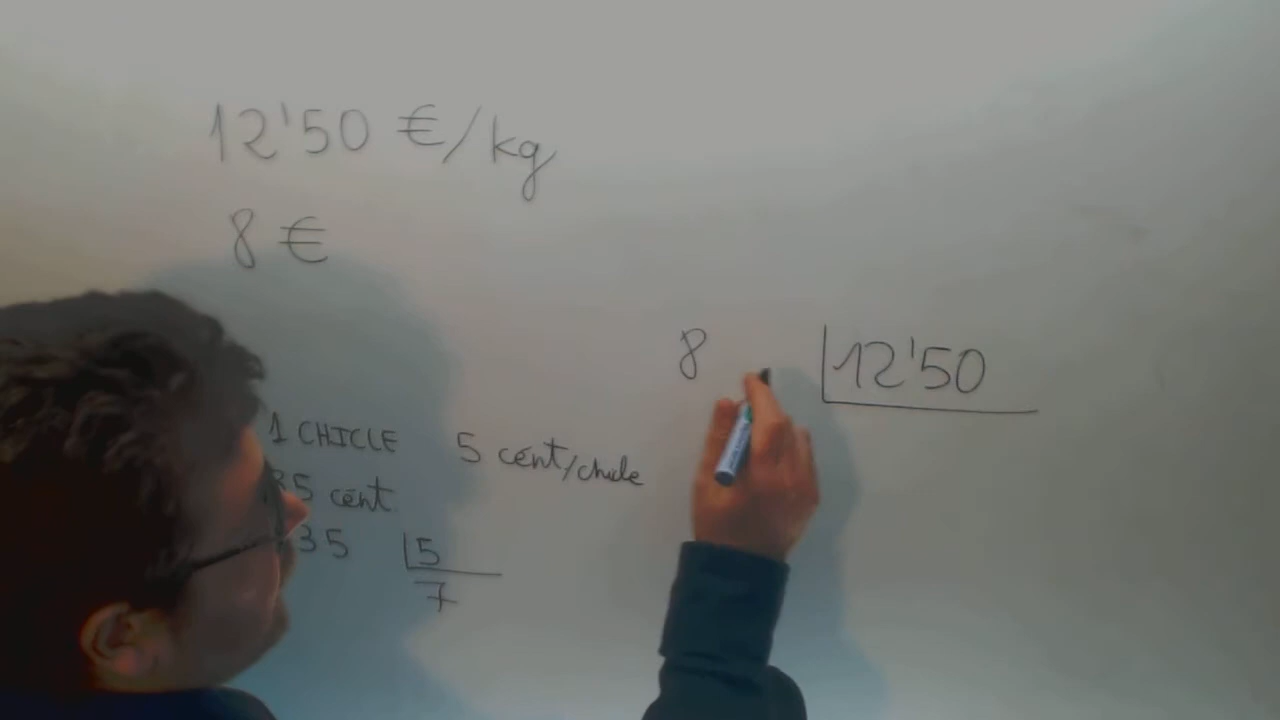 12'50 €/kg
8 €
8 12'50
1 CHICLE 5 cent/chicle
35 cent
35 5
7